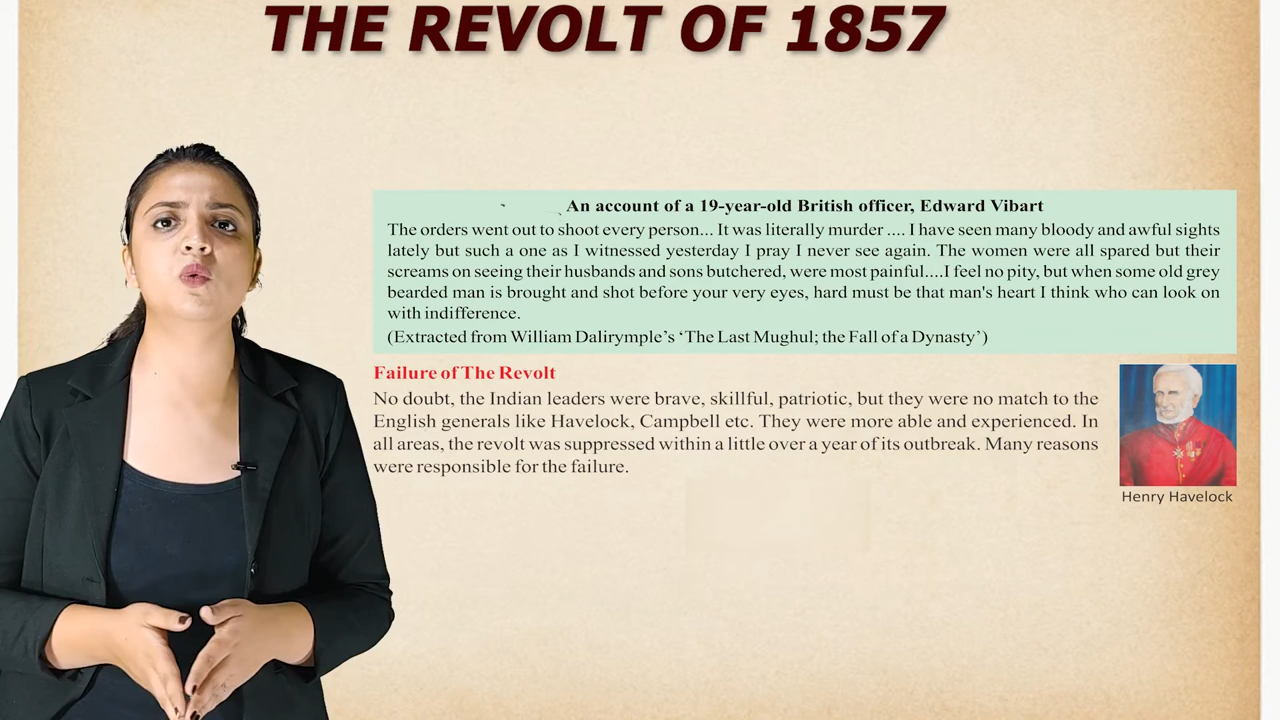 THE REVOLT OF 1857
An account of a 19-year-old British officer, Edward Vibart
The orders went out to shoot every person... It was literally murder .... I have seen many bloody and awful sights
lately but such a one as I witnessed yesterday I pray I never see again. The women were all spared but their
screams on seeing their husbands and sons butchered, were most painful....I feel no pity, but when some old grey
bearded man is brought and shot before your very eyes, hard must be that man's heart I think who can look on
with indifference.
(Extracted from William Dalirymple's ‘The Last Mughul; the Fall of a Dynasty’)
Failure of The Revolt
No doubt, the Indian leaders were brave, skillful, patriotic, but they were no match to the
English generals like Havelock, Campbell etc. They were more able and experienced. In
all areas, the revolt was suppressed within a little over a year of its outbreak. Many reasons
were responsible for the failure.
Henry Havelock